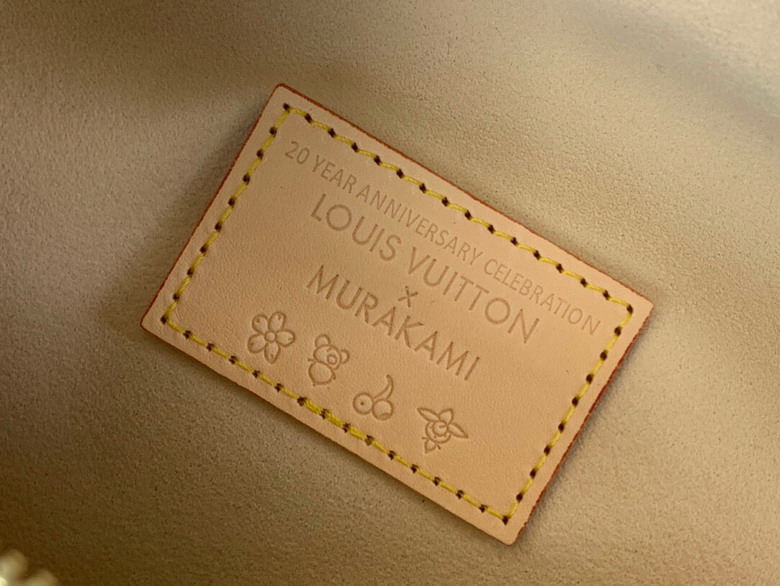 20 YEAR ANNIVERSARY CELEBRATION
LOUIS VUITTON
×
MURAKAMI